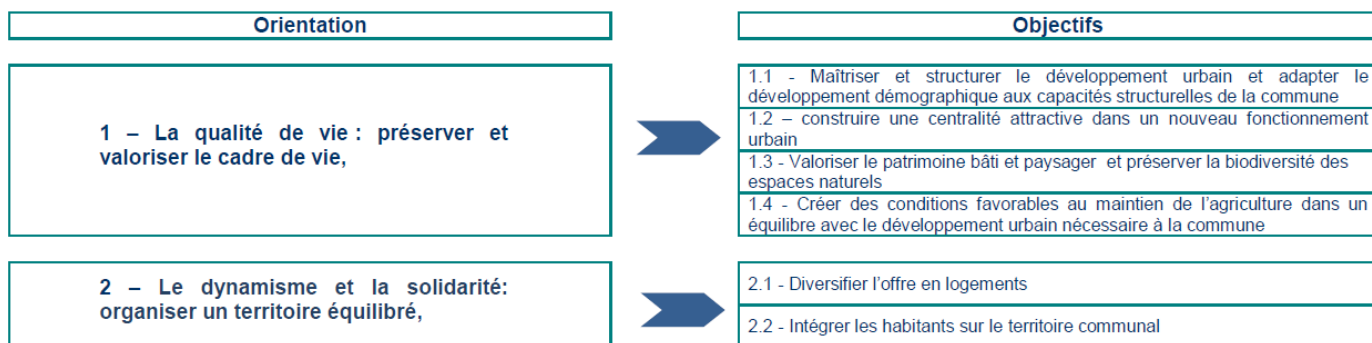 Orientation
Objectifs
1 – La qualité de vie : préserver et
valoriser le cadre de vie,
1.1 - Maîtriser et structurer le développement urbain et adapter le
développement démographique aux capacités structurelles de la commune
1.2 – construire une centralité attractive dans un nouveau fonctionnement
urbain
1.3 - Valoriser le patrimoine bâti et paysager et préserver la biodiversité des
espaces naturels
1.4 - Créer des conditions favorables au maintien de l’agriculture dans un
équilibre avec le développement urbain nécessaire à la commune
2 – Le dynamisme et la solidarité:
organiser un territoire équilibré,
2.1 - Diversifier l’offre en logements
2.2 - Intégrer les habitants sur le territoire communal